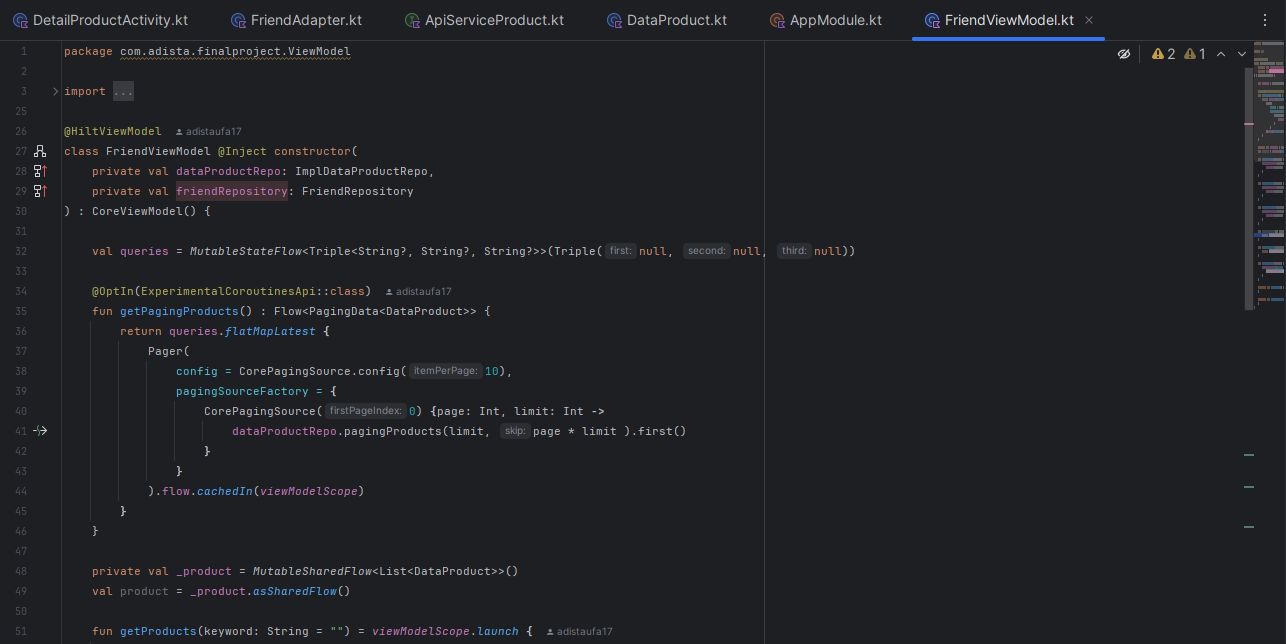 DetailProductActivity.kt FriendAdapter.kt ApiServiceProduct.kt DataProduct.kt AppModule.kt FriendViewModel.kt
2 1
1 package com.adista.finalproject.ViewModel
2
3 import ...
25
26 @HiltViewModel adistaufa17
27 class FriendViewModel @Inject constructor(
28 private val dataProductRepo: ImplDataProductRepo,
29 private val friendRepository: FriendRepository
30 ) : CoreViewModel() {
31
32 val queries = MutableStateFlow<Triple<String?, String?, String?>>(Triple( first: null, second: null, third: null))
33
34 @OptIn(ExperimentalCoroutinesApi::class) adistaufa17
35 fun getPagingProducts() : Flow<PagingData<DataProduct>> {
36 return queries.flatMapLatest {
37 Pager(
38 config = CorePagingSource.config( itemPerPage: 10),
39 pagingSourceFactory = {
40 CorePagingSource( firstPageIndex: 0) {page: Int, limit: Int ->
41 dataProductRepo.pagingProducts(limit, skip: page * limit ).first()
42 }
43 }
44 ).flow.cachedIn(viewModelScope)
45 }
46 }
47
48 private val _product = MutableSharedFlow<List<DataProduct>>()
49 val product = _product.asSharedFlow()
50
51 fun getProducts(keyword: String = "") = viewModelScope.launch { adistaufa17